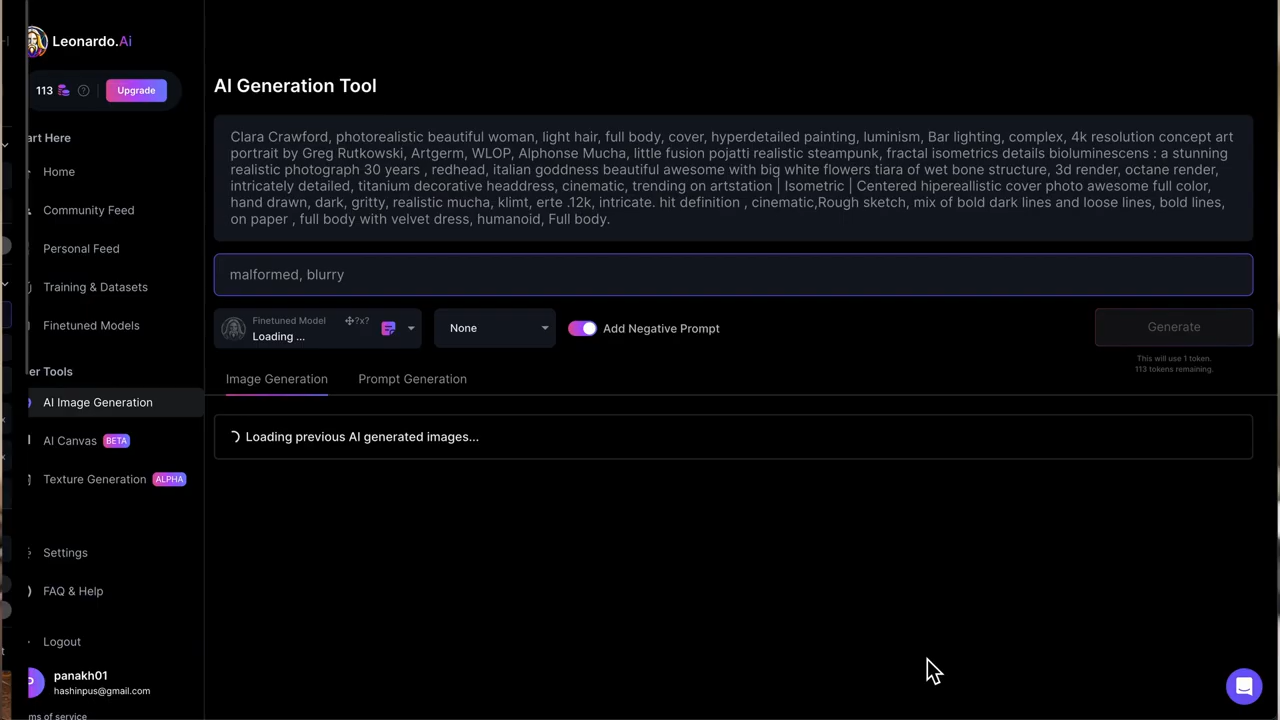 Leonardo.Ai
113
Upgrade
art Here
Home
Community Feed
Personal Feed
Training & Datasets
Finetuned Models
er Tools
AI Image Generation
AI Canvas BETA
Texture Generation ALPHA
Settings
FAQ & Help
Logout
panakh01
hashinpus@gmail.com
ms of service
AI Generation Tool
Clara Crawford, photorealistic beautiful woman, light hair, full body, cover, hyperdetailed painting, luminism, Bar lighting, complex, 4k resolution concept art
portrait by Greg Rutkowski, Artgerm, WLOP, Alphonse Mucha, little fusion pojatti realistic steampunk, fractal isometrics details bioluminescens : a stunning
realistic photograph 30 years , redhead, italian goddness beautiful awesome with big white flowers tiara of wet bone structure, 3d render, octane render,
intricately detailed, titanium decorative headdress, cinematic, trending on artstation | Isometric | Centered hipereallistic cover photo awesome full color,
hand drawn, dark, gritty, realistic mucha, klimt, erte .12k, intricate. hit definition , cinematic,Rough sketch, mix of bold dark lines and loose lines, bold lines,
on paper , full body with velvet dress, humanoid, Full body.
malformed, blurry
Finetuned Model
?x?
Loading ...
None
Add Negative Prompt
Generate
This will use 1 token.
113 tokens remaining.
Image Generation
Prompt Generation
Loading previous AI generated images...